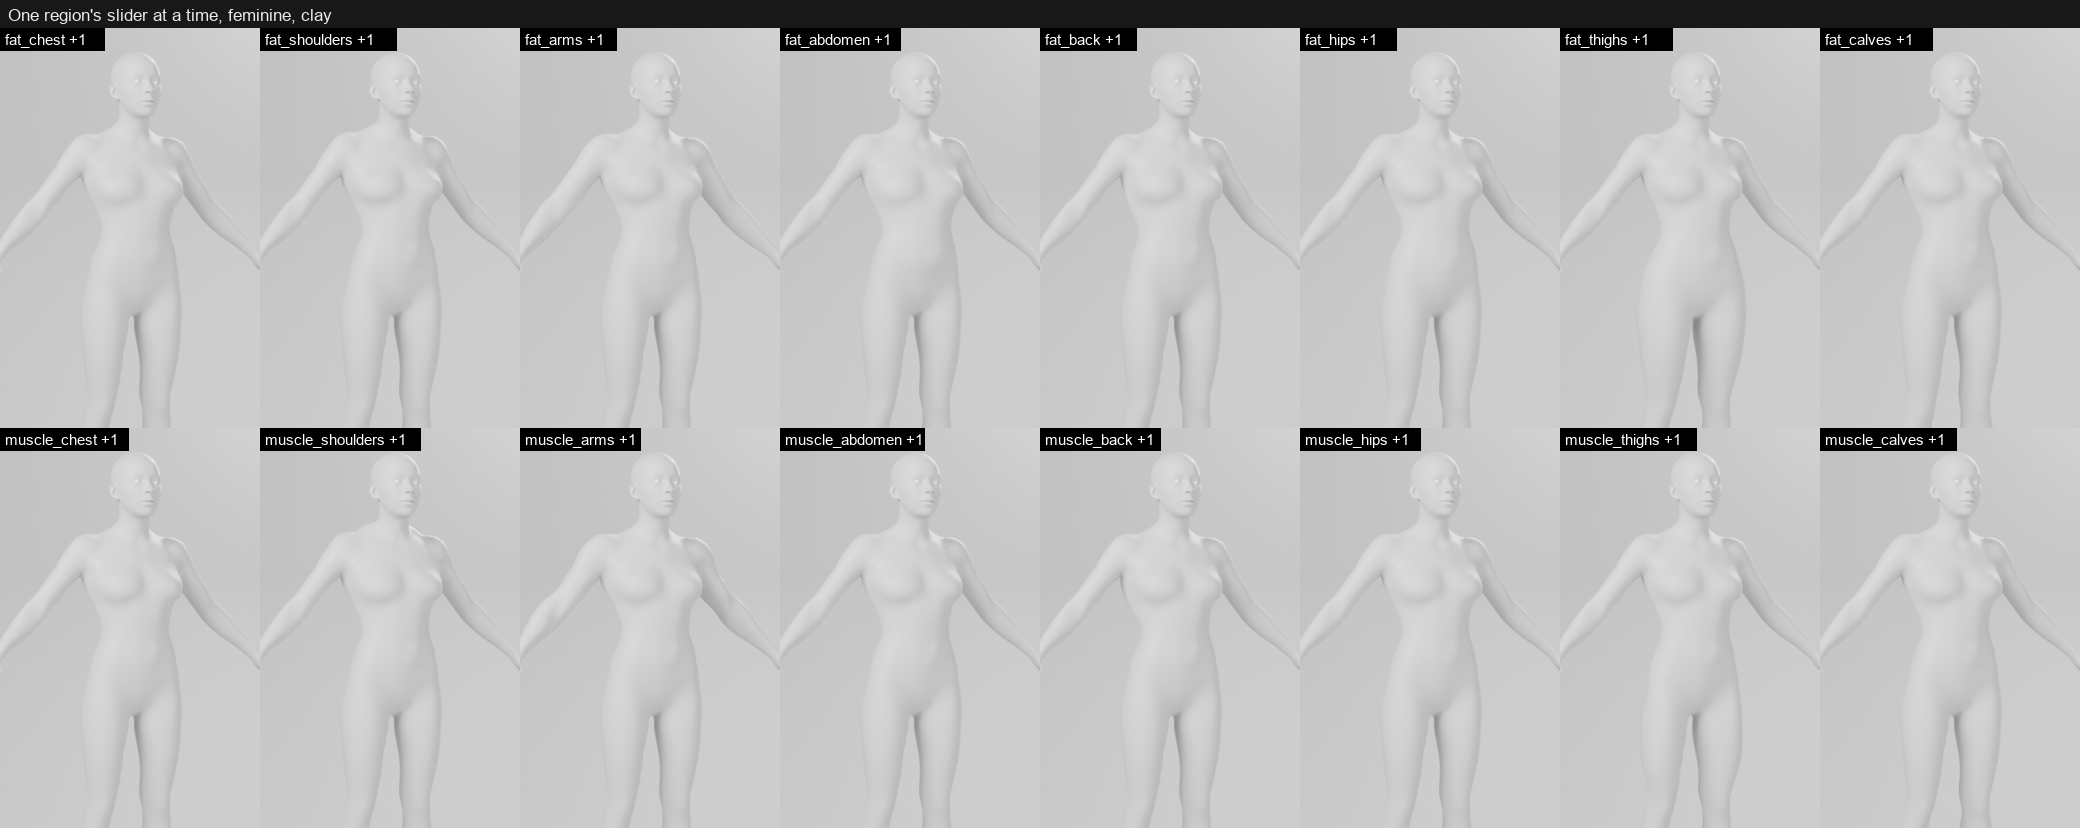 One region's slider at a time, feminine, clay
fat_chest +1
fat_shoulders +1
fat_arms +1
fat_abdomen +1
fat_back +1
fat_hips +1
fat_thighs +1
fat_calves +1
muscle_chest +1
muscle_shoulders +1
muscle_arms +1
muscle_abdomen +1
muscle_back +1
muscle_hips +1
muscle_thighs +1
muscle_calves +1